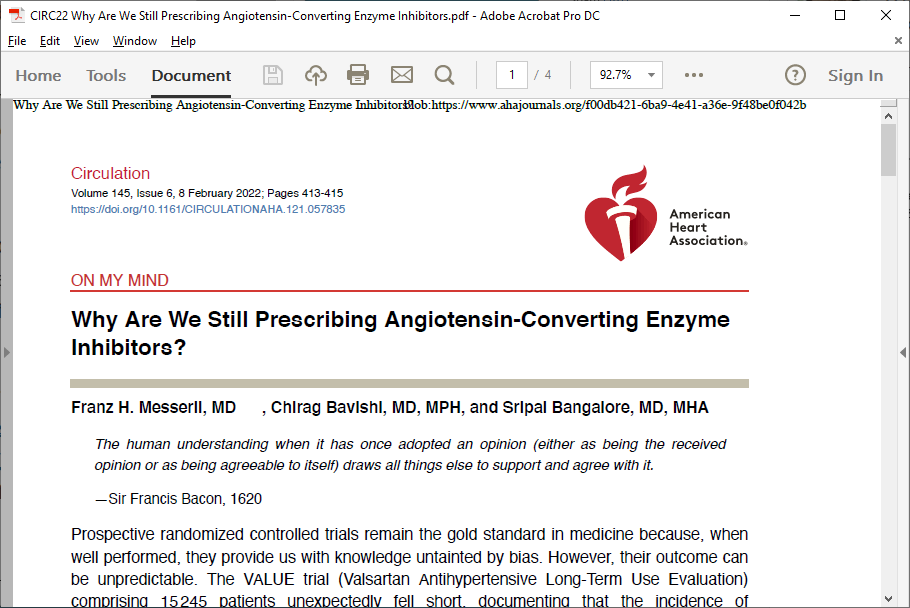 CIRC22 Why Are We Still Prescribing Angiotensin-Converting Enzyme Inhibitors.pdf - Adobe Acrobat Pro DC
File Edit View Window Help
Home Tools Document 1 / 4 92.7% ? Sign In
Why Are We Still Prescribing Angiotensin-Converting Enzyme Inhibitors? blob:https://www.ahajournals.org/f00db421-6ba9-4e41-a36e-9f48be0f042b
Circulation
Volume 145, Issue 6, 8 February 2022; Pages 413-415
https://doi.org/10.1161/CIRCULATIONAHA.121.057835
American
Heart
Association®
ON MY MIND
Why Are We Still Prescribing Angiotensin-Converting Enzyme
Inhibitors?
Franz H. Messerli, MD , Chirag Bavishi, MD, MPH, and Sripal Bangalore, MD, MHA
The human understanding when it has once adopted an opinion (either as being the received
opinion or as being agreeable to itself) draws all things else to support and agree with it.
—Sir Francis Bacon, 1620
Prospective randomized controlled trials remain the gold standard in medicine because, when
well performed, they provide us with knowledge untainted by bias. However, their outcome can
be unpredictable. The VALUE trial (Valsartan Antihypertensive Long-Term Use Evaluation)
comprising 15 245 patients unexpectedly fell short, documenting that the incidence of